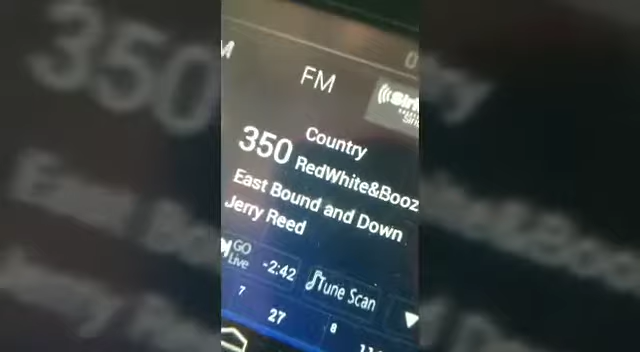 FM
Country
350 RedWhite&Booz
East Bound and Down
Jerry Reed
GO
Live
-2:42
Tune Scan
7
27
8